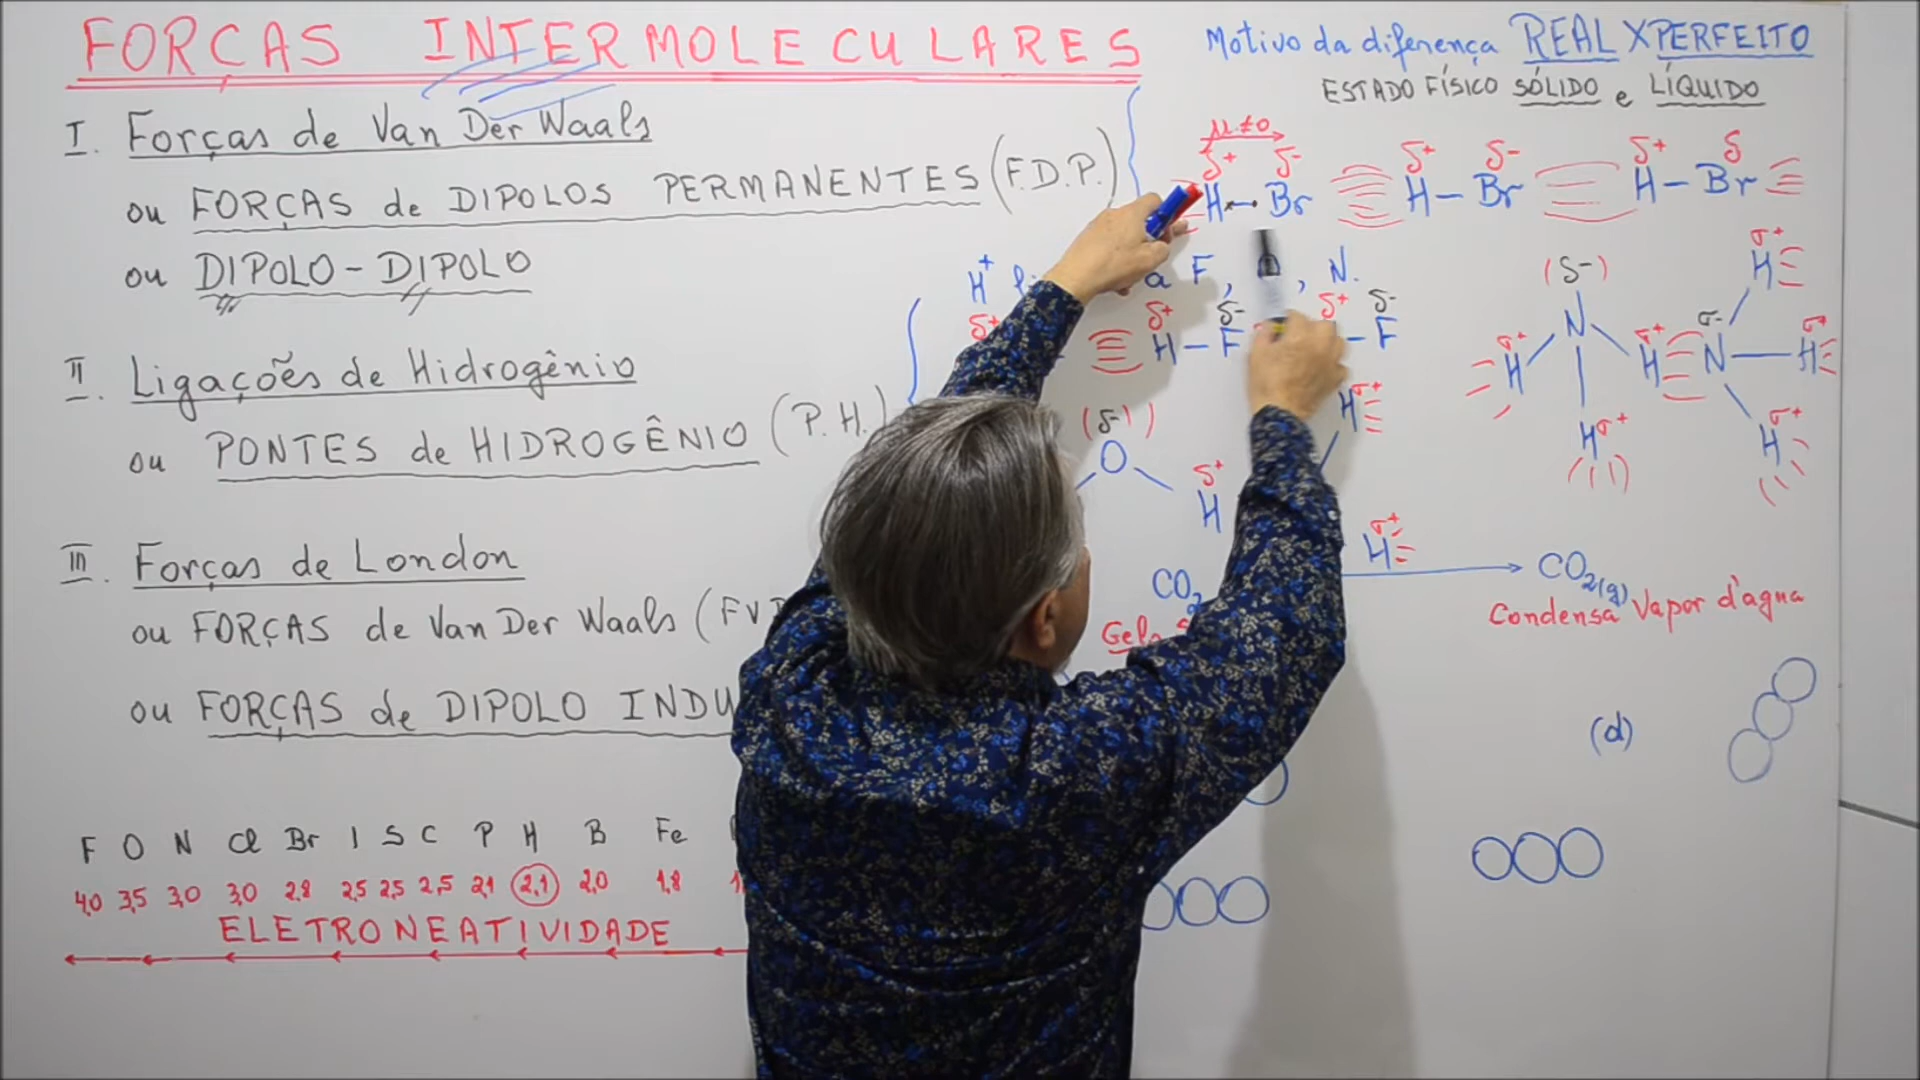 FORÇAS INTERMOLECULARES
I. Forças de Van Der Waals
ou FORÇAS de DIPOLOS PERMANENTES (F.D.P.)
ou DIPOLO - DIPOLO
II. Ligações de Hidrogênio
ou PONTES de HIDROGÊNIO (P.H.)
III. Forças de London
ou FORÇAS de Van Der Waals
ou FORÇAS de DIPOLO
F O N Cl Br I S C P H B Fe
4,0 3,5 3,0 3,0 2,8 2,5 2,5 2,5 2,1 2,1 2,0 1,8
ELETRONEATIVIDADE
Motivo da diferença REAL X PERFEITO
ESTADO FÍSICO SÓLIDO e LÍQUIDO
μ ≠ 0
δ+ δ- δ+ δ- δ+ δ
H - Br H - Br H - Br
H+ a F, , N.
δ+ δ+ δ- δ+ δ-
H - F - F
(δ-)
O
δ+
H
σ+
H
σ+
H
(δ-)
N
σ+ H
σ+ H
Hσ+
σ-
N
σ+ H
σ+ H
σ+ H
CO2 → CO2(g)
Condensa Vapor d'água
(d)